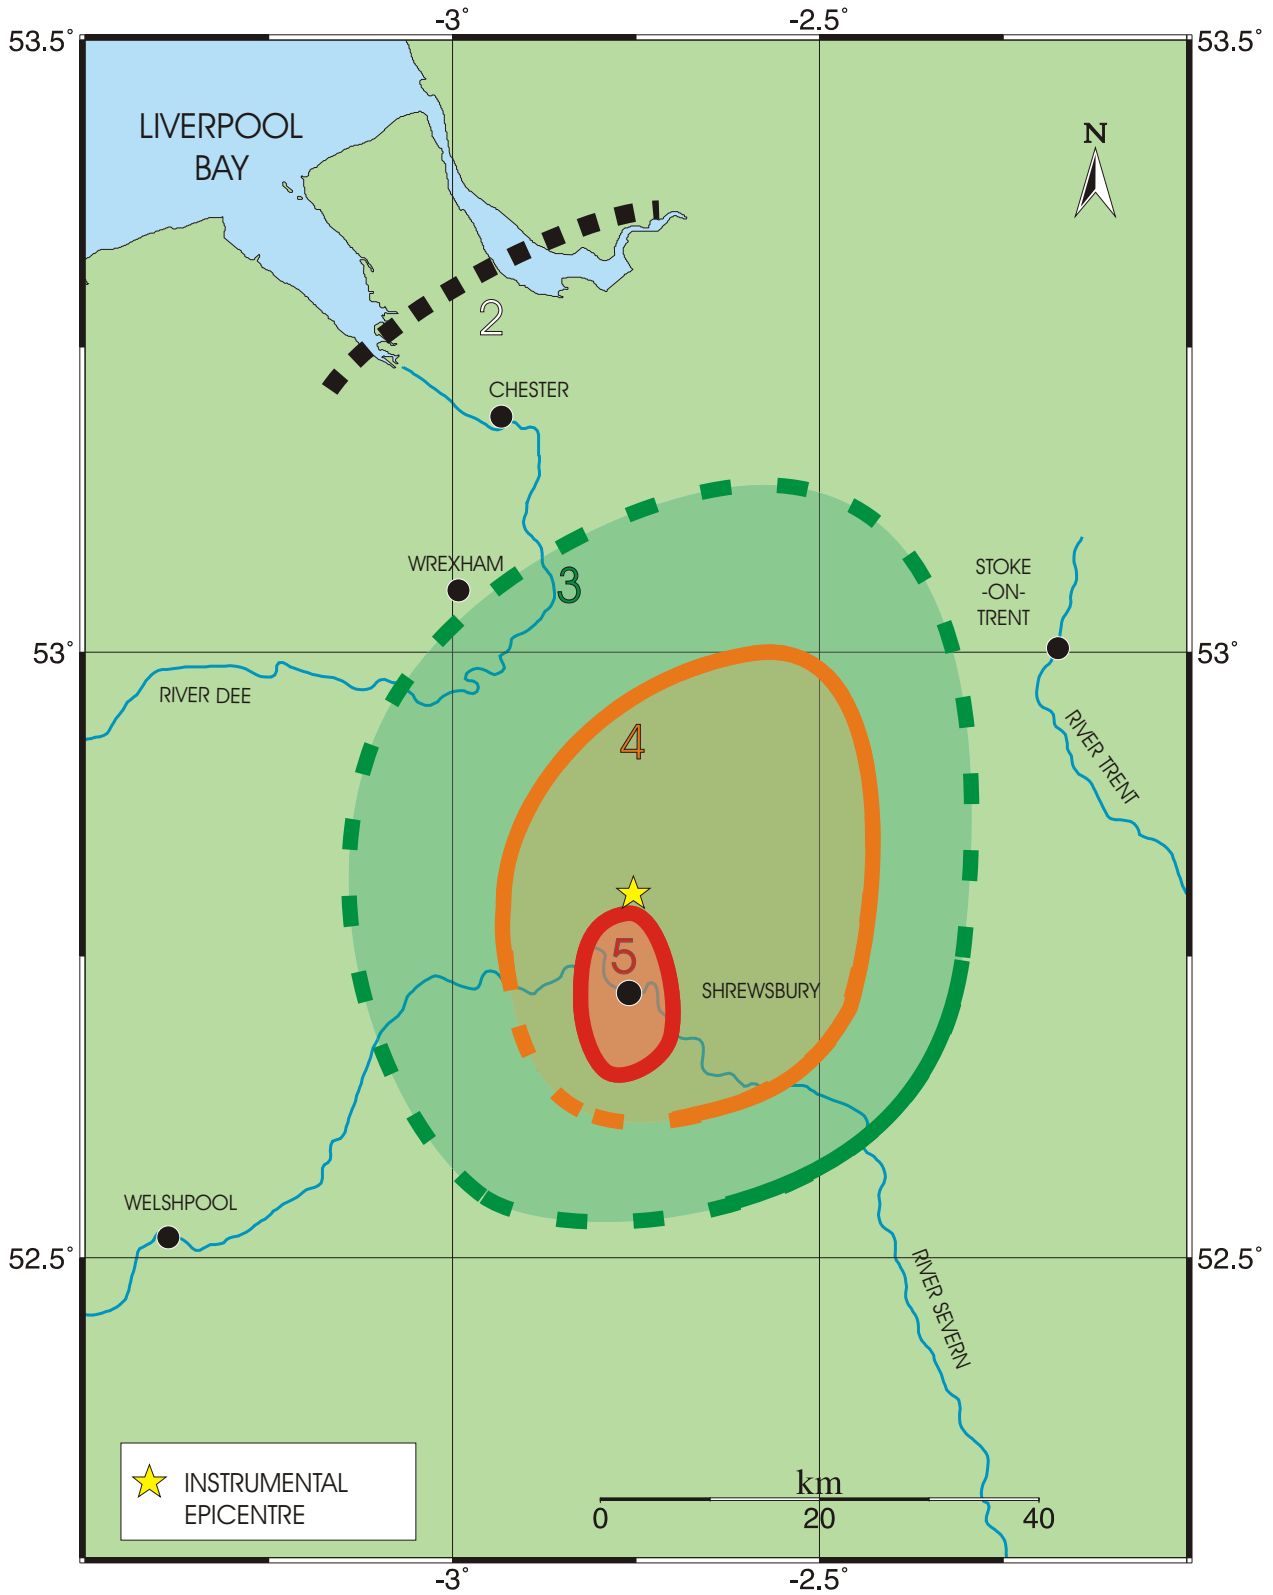 -3°
-2.5°
53.5°
53.5°
LIVERPOOL
BAY
N
2
CHESTER
WREXHAM
3
STOKE
-ON-
TRENT
53°
53°
RIVER DEE
4
RIVER TRENT
5
SHREWSBURY
WELSHPOOL
52.5°
52.5°
RIVER SEVERN
INSTRUMENTAL
EPICENTRE
km
0
20
40
-3°
-2.5°